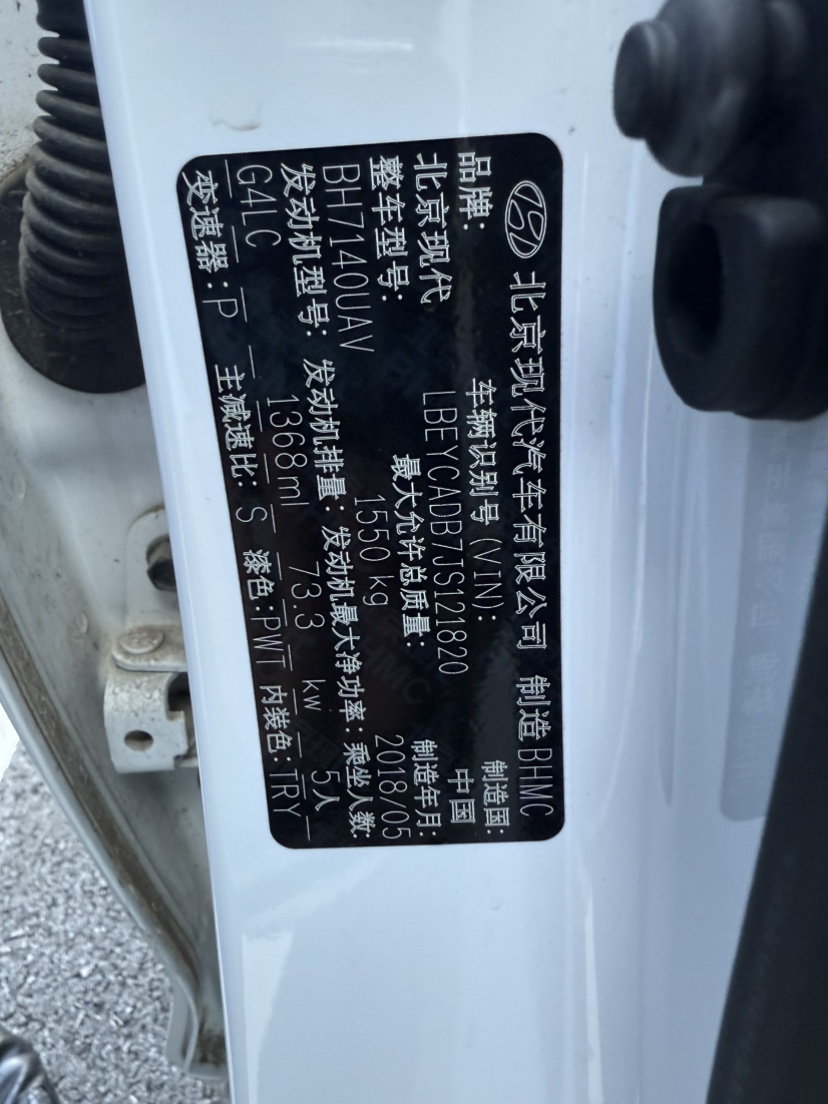 北京现代汽车有限公司 制造 BHMC
品牌: 车辆识别号(VIN): 制造国:
北京现代 LBEYCADB7JS121820 中国
整车型号: 最大允许总质量: 制造年月:
BH7140UAV 1550 kg 2018/05
发动机型号: 发动机排量: 发动机最大净功率: 乘坐人数:
G4LC 1368ml 73.3 kw 5人
变速器: P 主减速比: S 漆色: PWT 内装色: TRY